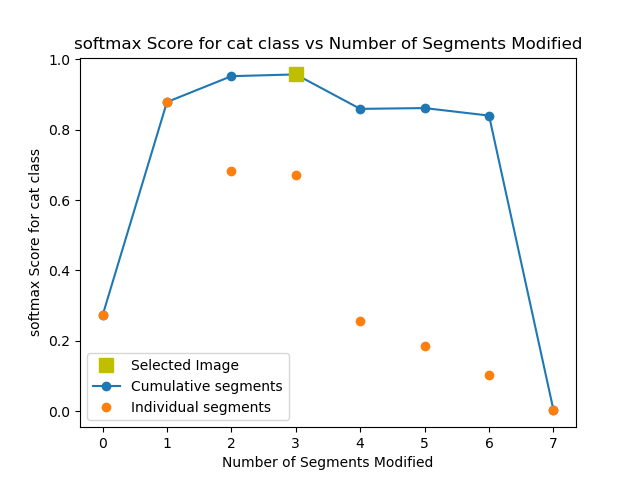 softmax Score for cat class vs Number of Segments Modified
softmax Score for cat class
1.0
0.8
0.6
0.4
0.2
0.0
Selected Image
Cumulative segments
Individual segments
0 1 2 3 4 5 6 7
Number of Segments Modified